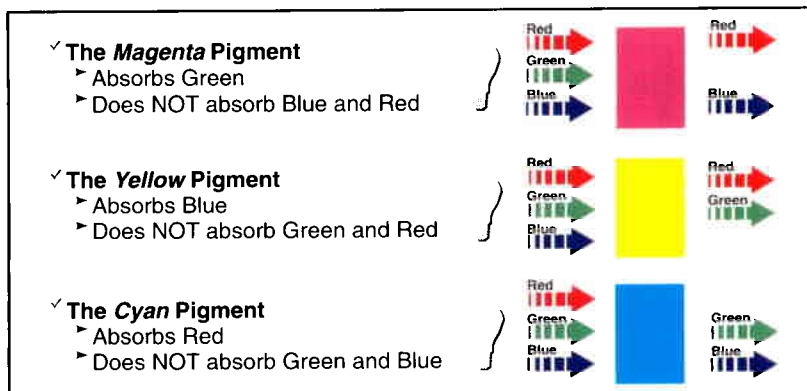 ✓ The Magenta Pigment
► Absorbs Green
► Does NOT absorb Blue and Red
Red Red
Green
Blue Blue
✓ The Yellow Pigment
► Absorbs Blue
► Does NOT absorb Green and Red
Red Red
Green Green
Blue
✓ The Cyan Pigment
► Absorbs Red
► Does NOT absorb Green and Blue
Red
Green Green
Blue Blue